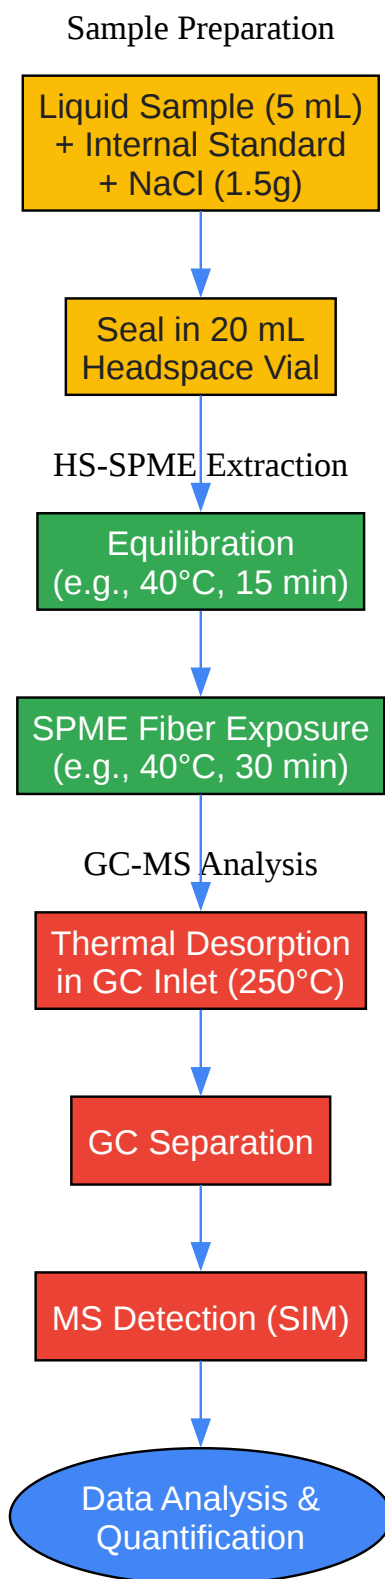 Sample Preparation
Liquid Sample (5 mL)
+ Internal Standard
+ NaCl (1.5g)
Seal in 20 mL
Headspace Vial
HS-SPME Extraction
Equilibration
(e.g., 40°C, 15 min)
SPME Fiber Exposure
(e.g., 40°C, 30 min)
GC-MS Analysis
Thermal Desorption
in GC Inlet (250°C)
GC Separation
MS Detection (SIM)
Data Analysis &
Quantification